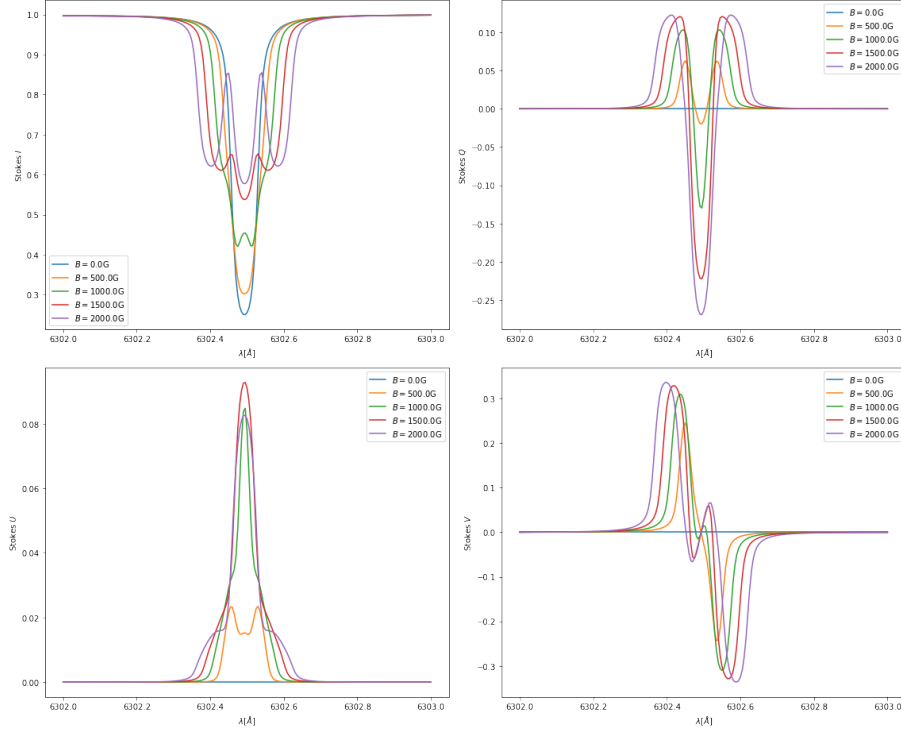 1.0
0.9
0.8
0.7
0.6
0.5
0.4
0.3
Stokes I
B = 0.0G
B = 500.0G
B = 1000.0G
B = 1500.0G
B = 2000.0G
6302.0 6302.2 6302.4 6302.6 6302.8 6303.0
λ[Å]
0.10
0.05
0.00
−0.05
−0.10
−0.15
−0.20
−0.25
Stokes Q
B = 0.0G
B = 500.0G
B = 1000.0G
B = 1500.0G
B = 2000.0G
6302.0 6302.2 6302.4 6302.6 6302.8 6303.0
λ[Å]
0.08
0.06
0.04
0.02
0.00
Stokes U
B = 0.0G
B = 500.0G
B = 1000.0G
B = 1500.0G
B = 2000.0G
6302.0 6302.2 6302.4 6302.6 6302.8 6303.0
λ[Å]
0.3
0.2
0.1
0.0
−0.1
−0.2
−0.3
Stokes V
B = 0.0G
B = 500.0G
B = 1000.0G
B = 1500.0G
B = 2000.0G
6302.0 6302.2 6302.4 6302.6 6302.8 6303.0
λ[Å]